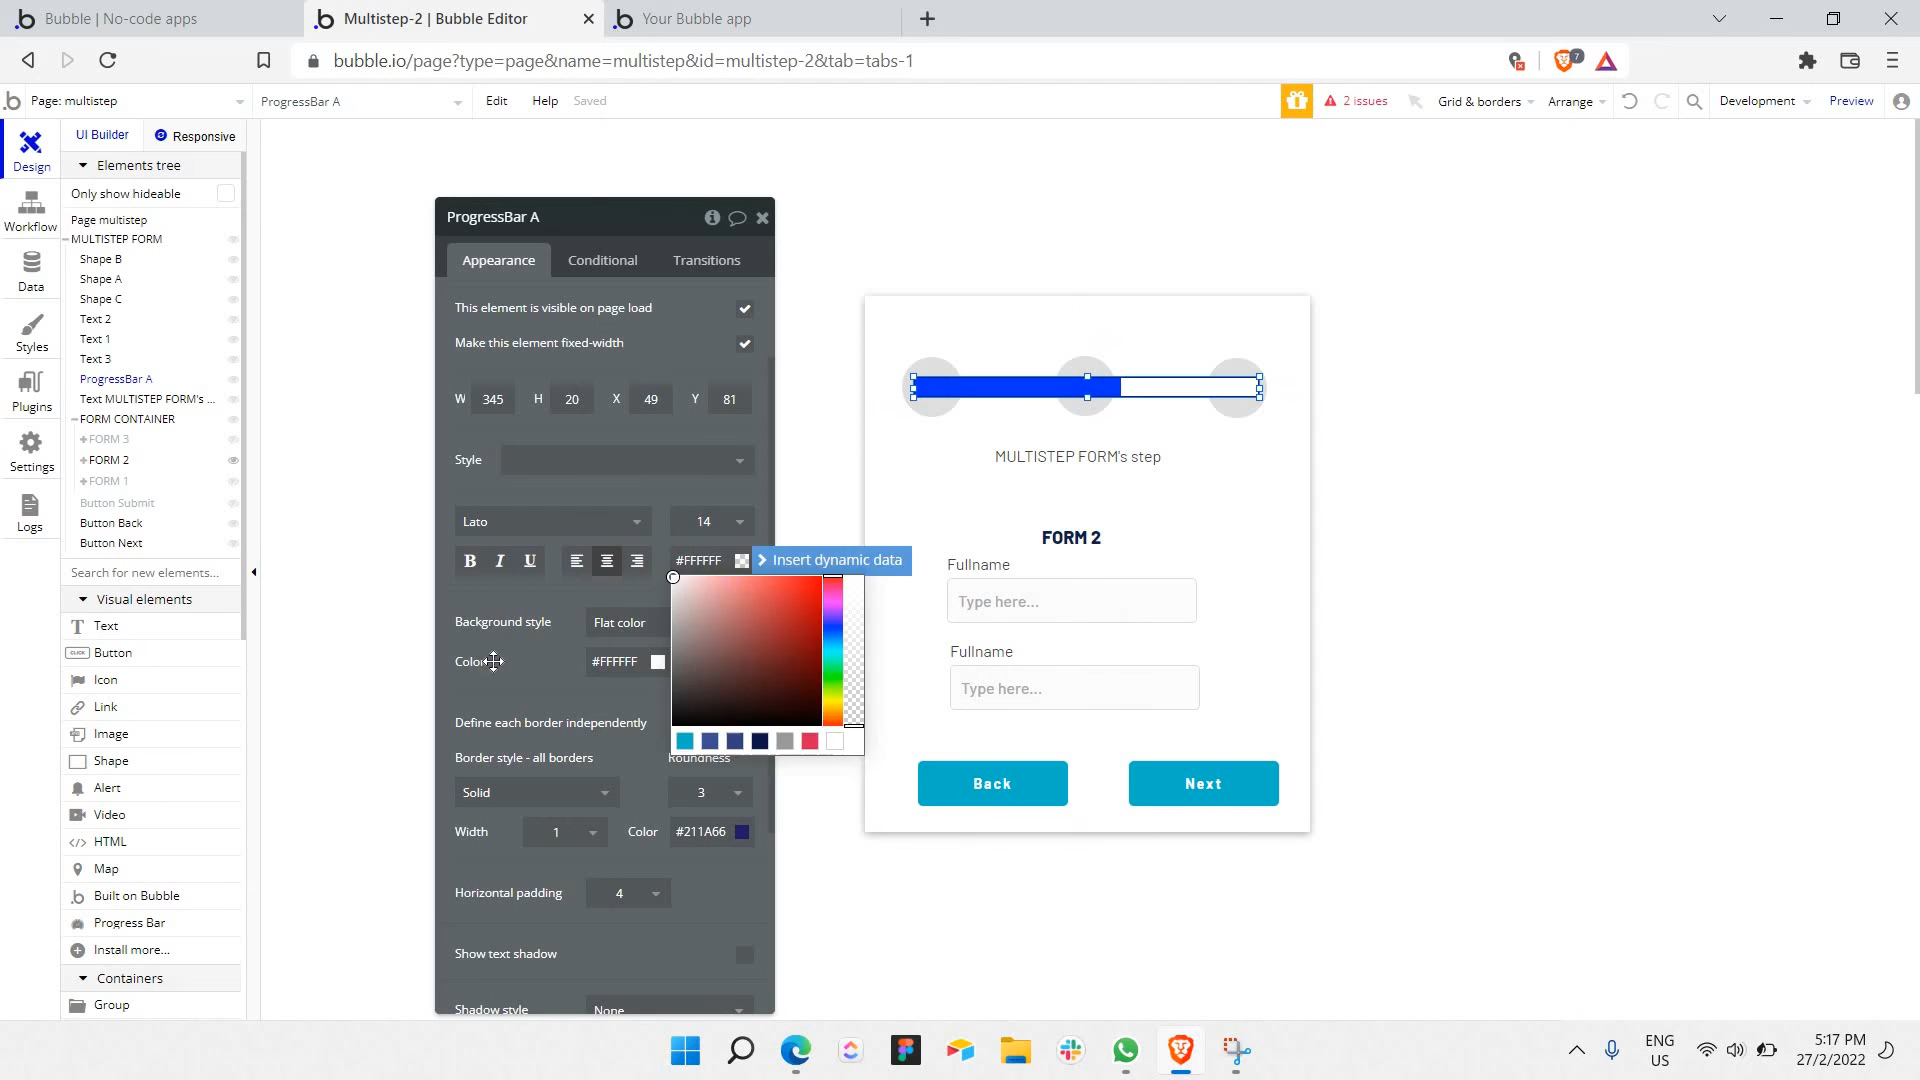 Bubble | No-code apps
Multistep-2 | Bubble Editor
Your Bubble app
bubble.io/page?type=page&name=multistep&id=multistep-2&tab=tabs-1
7
Page: multistep
ProgressBar A
Edit
Help
Saved
2 issues
Grid & borders
Arrange
Development
Preview
Design
Workflow
Data
Styles
Plugins
Settings
Logs
UI Builder
Responsive
Elements tree
Only show hideable
Page multistep
MULTISTEP FORM
Shape B
Shape A
Shape C
Text 2
Text 1
Text 3
ProgressBar A
Text MULTISTEP FORM's ...
FORM CONTAINER
FORM 3
FORM 2
FORM 1
Button Submit
Button Back
Button Next
Search for new elements...
Visual elements
Text
CLICK
Button
Icon
Link
Image
Shape
Alert
Video
HTML
Map
Built on Bubble
Progress Bar
Install more...
Containers
Group
ProgressBar A
Appearance
Conditional
Transitions
This element is visible on page load
Make this element fixed-width
W 345 H 20 X 49 Y 81
Style
Lato
14
B I U
#FFFFFF
Insert dynamic data
Background style
Flat color
Color
#FFFFFF
Define each border independently
Border style - all borders
Roundness
Solid
3
Width
1
Color
#211A66
Horizontal padding
4
Show text shadow
Shadow style
None
MULTISTEP FORM's step
FORM 2
Fullname
Type here...
Fullname
Type here...
Back
Next
ENG
US
5:17 PM
27/2/2022